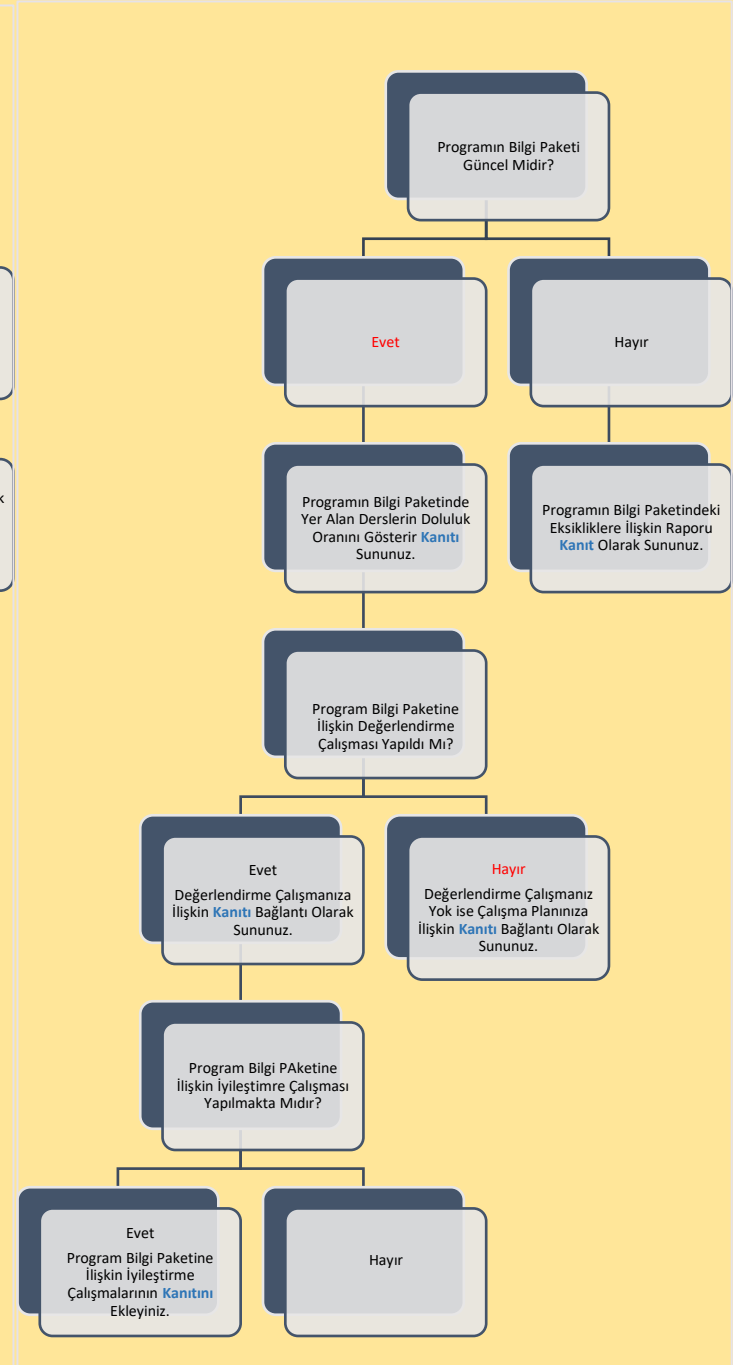 Programın Bilgi Paketi
Güncel Midir?
Evet
Hayır
Programın Bilgi Paketinde
Yer Alan Derslerin Doluluk
Oranını Gösterir Kanıtı
Sununuz.
Programın Bilgi Paketindeki
Eksikliklere İlişkin Raporu
Kanıt Olarak Sununuz.
k
Program Bilgi Paketine
İlişkin Değerlendirme
Çalışması Yapıldı Mı?
Evet
Değerlendirme Çalışmanıza
İlişkin Kanıtı Bağlantı Olarak
Sununuz.
Hayır
Değerlendirme Çalışmanız
Yok ise Çalışma Planınıza
İlişkin Kanıtı Bağlantı Olarak
Sununuz.
Program Bilgi PAketine
İlişkin İyileştimre Çalışması
Yapılmakta Mıdır?
Evet
Program Bilgi Paketine
İlişkin İyileştirme
Çalışmalarının Kanıtını
Ekleyiniz.
Hayır